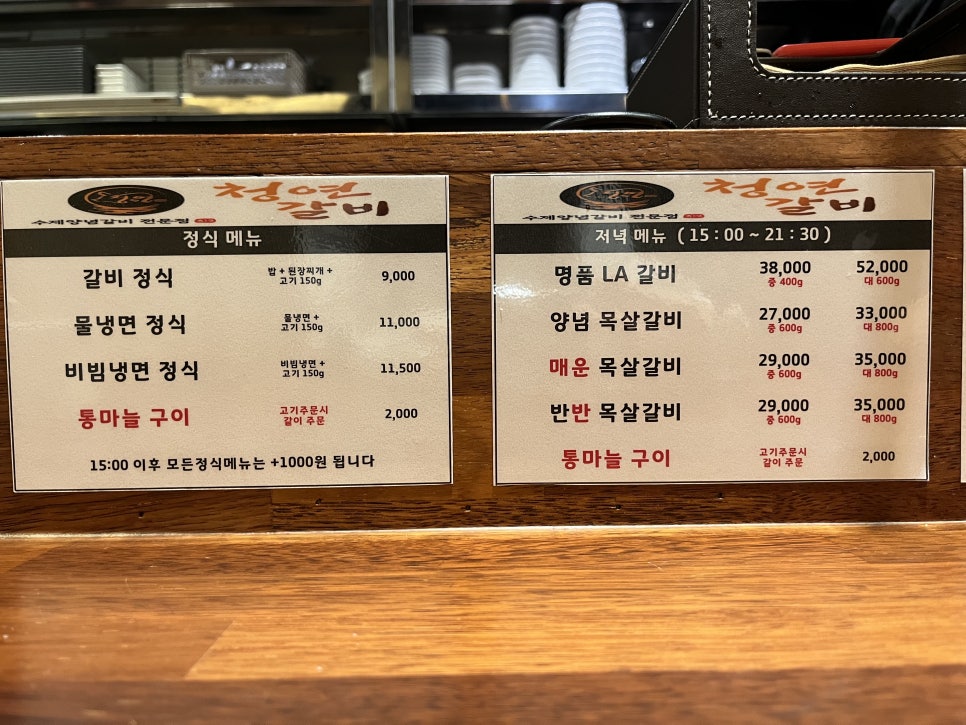 청연
갈비
수제양념갈비 전문점
정식 메뉴
갈비 정식 밥 + 된장찌개 + 고기 150g 9,000
물냉면 정식 물냉면 + 고기 150g 11,000
비빔냉면 정식 비빔냉면 + 고기 150g 11,500
통마늘 구이 고기주문시 같이 주문 2,000
15:00 이후 모든정식메뉴는 +1000원 됩니다
청연
갈비
수제양념갈비 전문점
저녁 메뉴 ( 15 : 00 ~ 21 : 30 )
명품 LA 갈비 38,000 중 400g 52,000 대 600g
양념 목살갈비 27,000 중 600g 33,000 대 800g
매운 목살갈비 29,000 중 600g 35,000 대 800g
반반 목살갈비 29,000 중 600g 35,000 대 800g
통마늘 구이 고기주문시 같이 주문 2,000